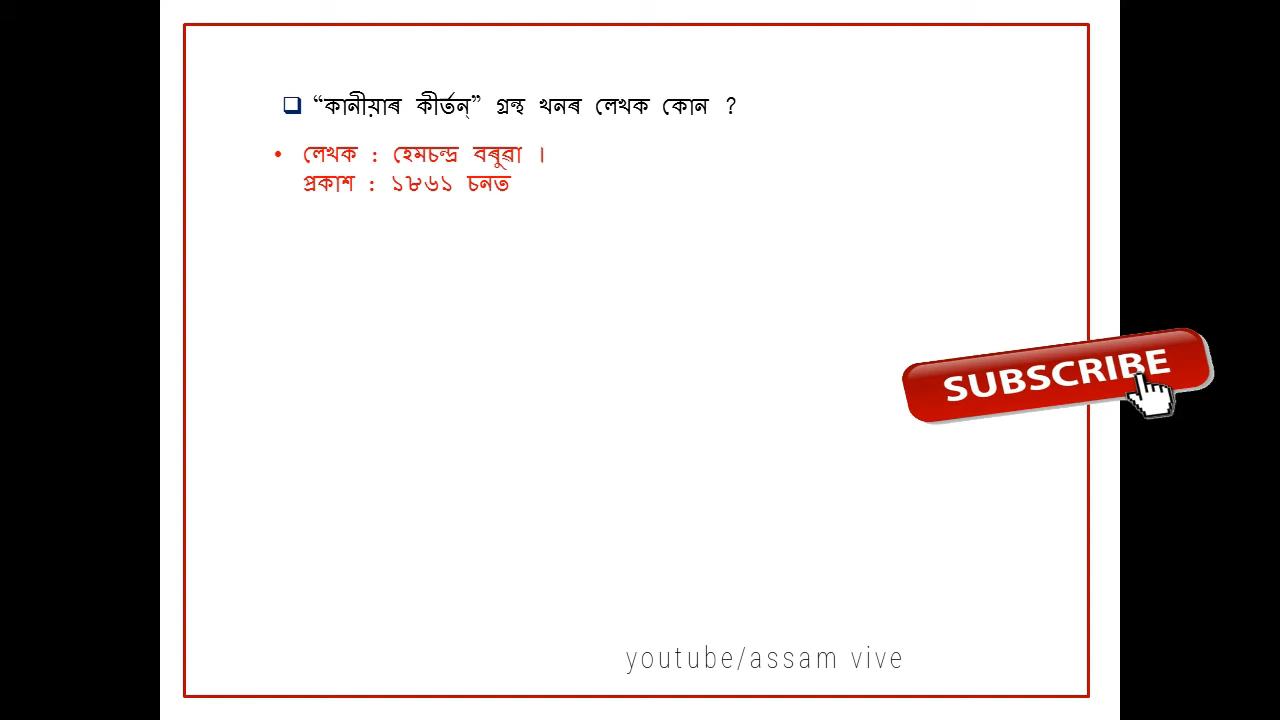 “কানীয়াৰ কীৰ্তন্” গ্ৰন্থ খনৰ লেখক কোন ?
লেখক : হেমচন্দ্ৰ বৰুৱা ।
প্ৰকাশ : ১৮৬১ চনত
SUBSCRIBE
youtube/assam vive